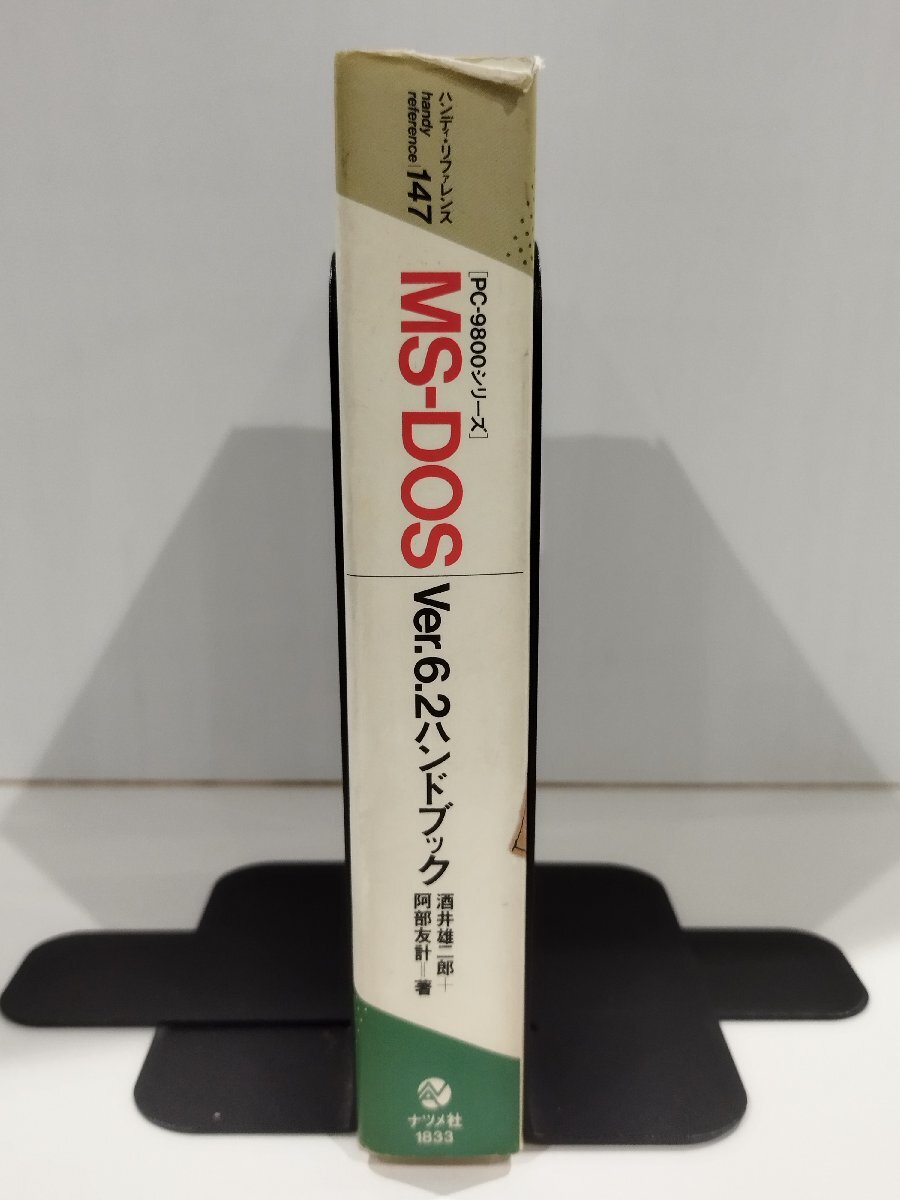 ハンディ・リファレンス
handy
reference
147
[PC-9800シリーズ]
MS-DOS
Ver.6.2ハンドブック
酒井雄二郎+
阿部友計=著
ナツメ社
1833